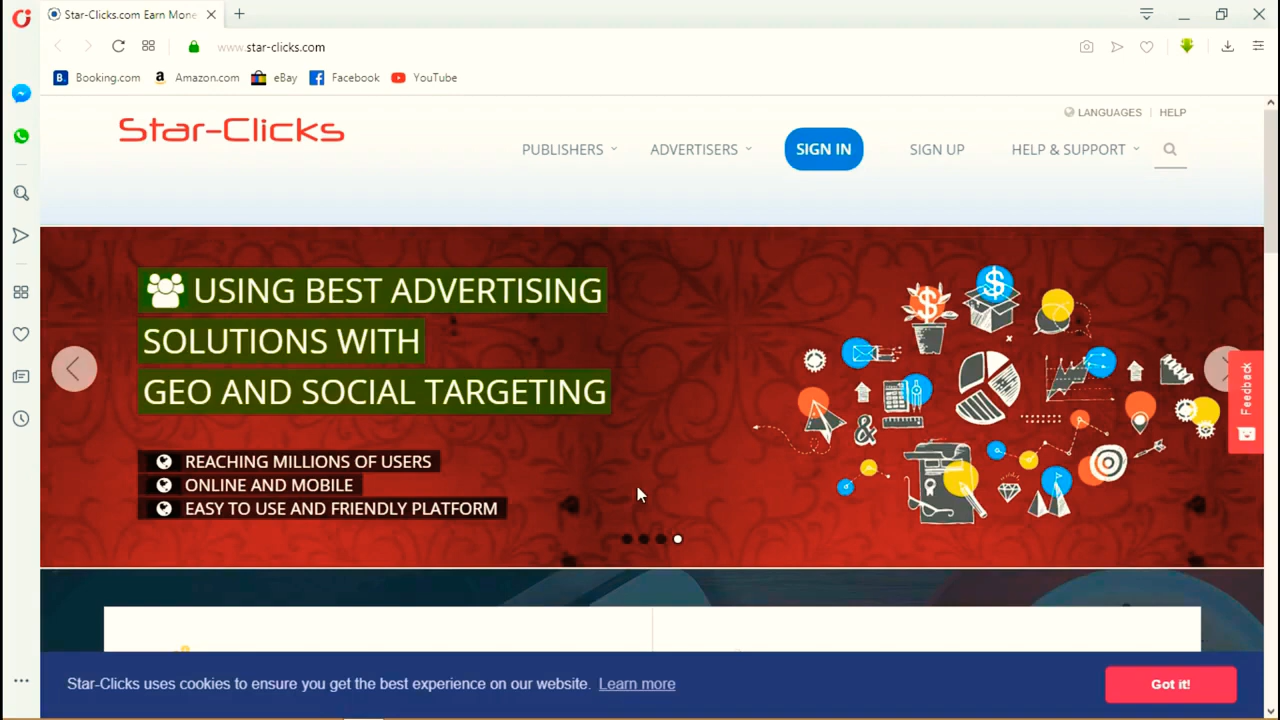 Star-Clicks.com Earn Mone
www.star-clicks.com
Booking.com
Amazon.com
eBay
Facebook
YouTube
LANGUAGES | HELP
Star-Clicks
PUBLISHERS
ADVERTISERS
SIGN IN
SIGN UP
HELP & SUPPORT
USING BEST ADVERTISING
SOLUTIONS WITH
GEO AND SOCIAL TARGETING
REACHING MILLIONS OF USERS
ONLINE AND MOBILE
EASY TO USE AND FRIENDLY PLATFORM
Feedback
Star-Clicks uses cookies to ensure you get the best experience on our website. Learn more
Got it!